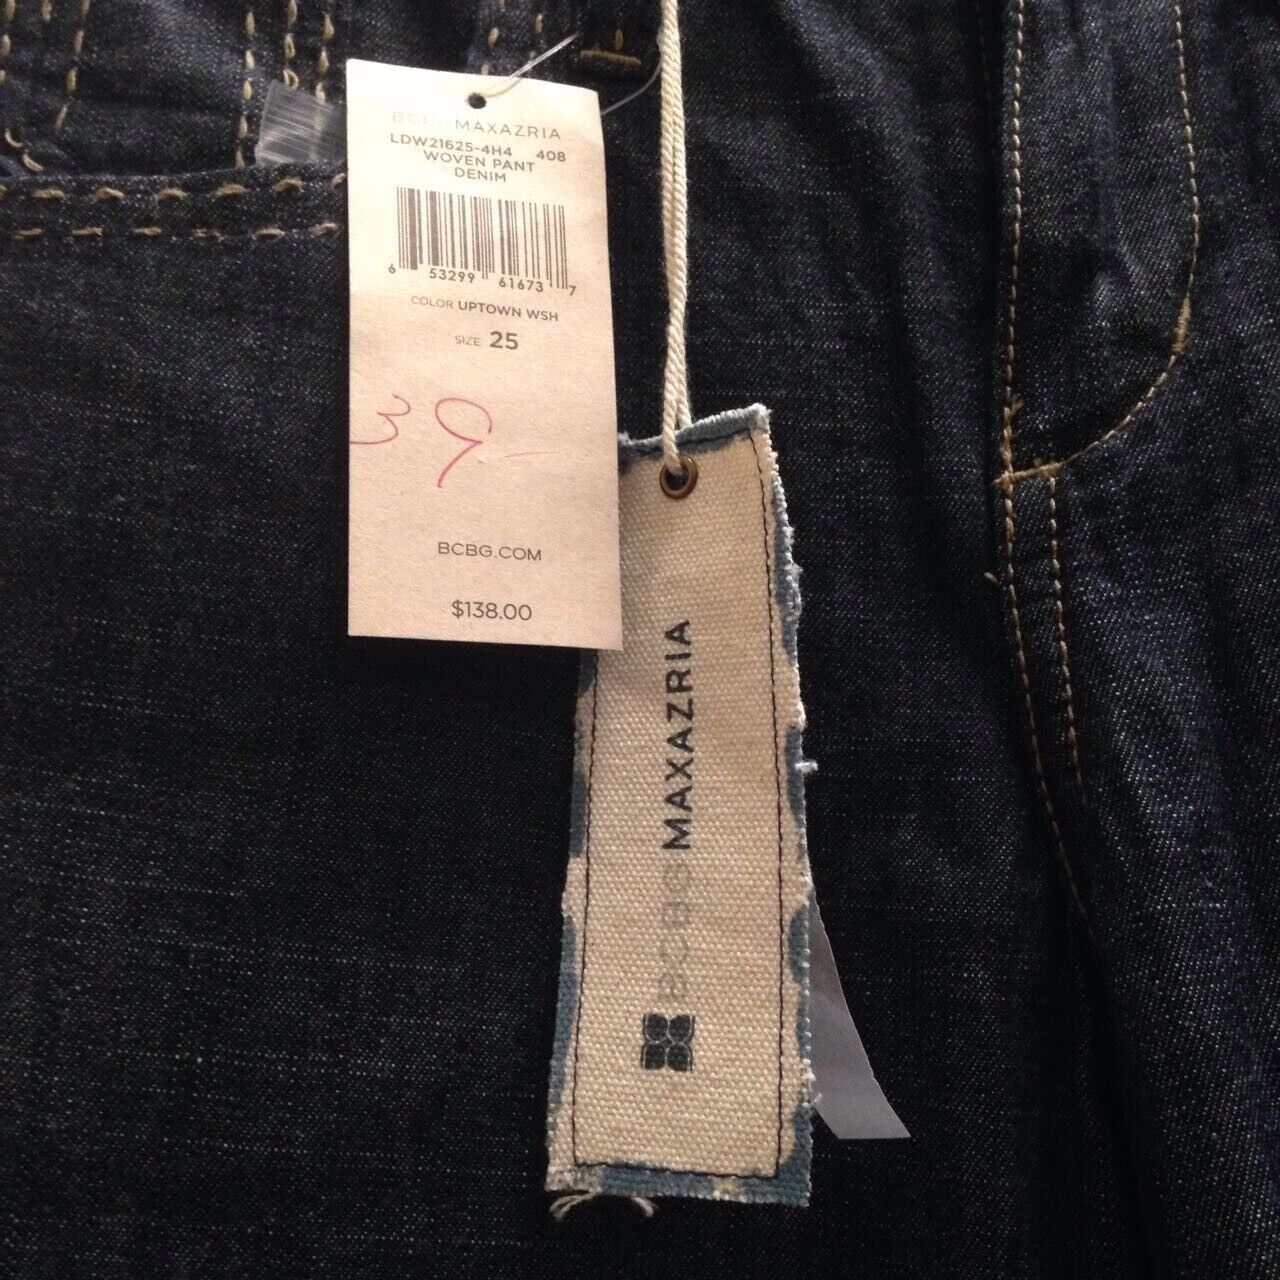 BCBGMAXAZRIA
LDW21625-4H4 408
WOVEN PANT
DENIM
6 53299 61673 7
COLOR UPTOWN WSH
SIZE 25
39-
BCBG.COM
$138.00
BCBGMAXAZRIA